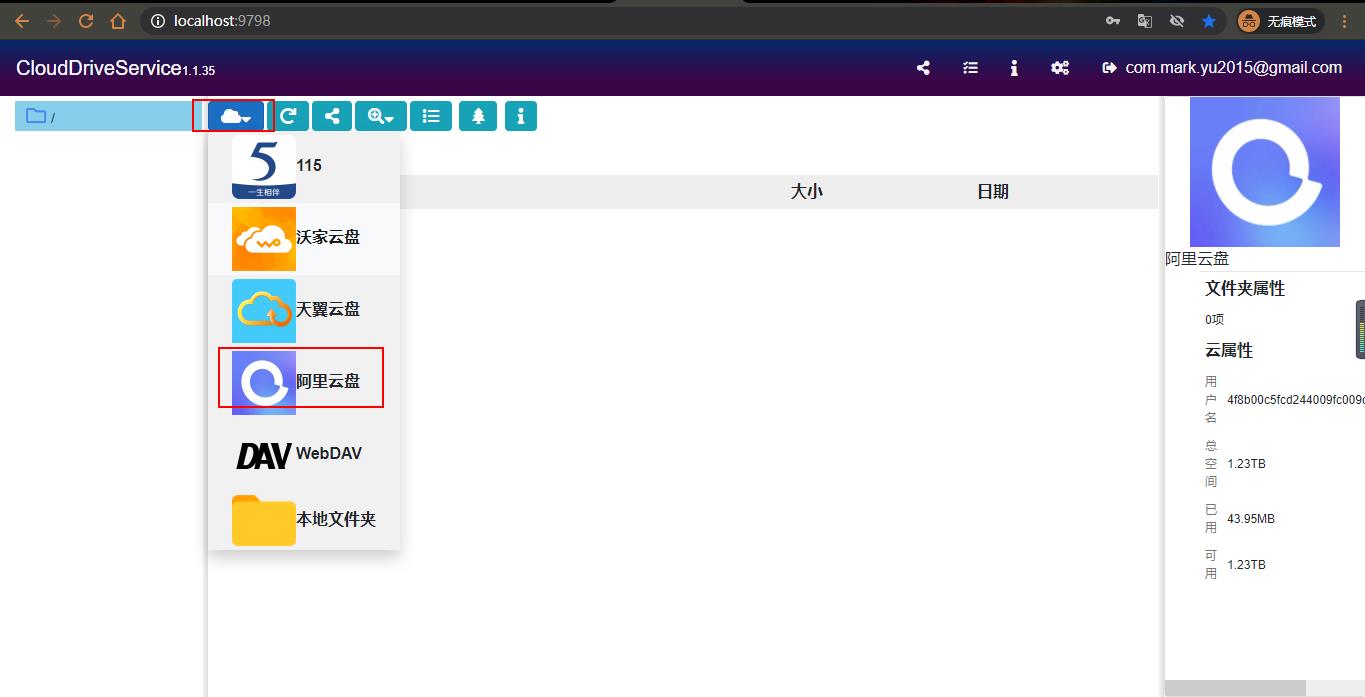 localhost:9798
无痕模式
CloudDriveService1.1.35
com.mark.yu2015@gmail.com
/
5
一生相伴
115
沃家云盘
天翼云盘
阿里云盘
DAV WebDAV
本地文件夹
大小
日期
阿里云盘
文件夹属性
0项
云属性
用户名
4f8b00c5fcd244009fc009c
总空间
1.23TB
已用
43.95MB
可用
1.23TB